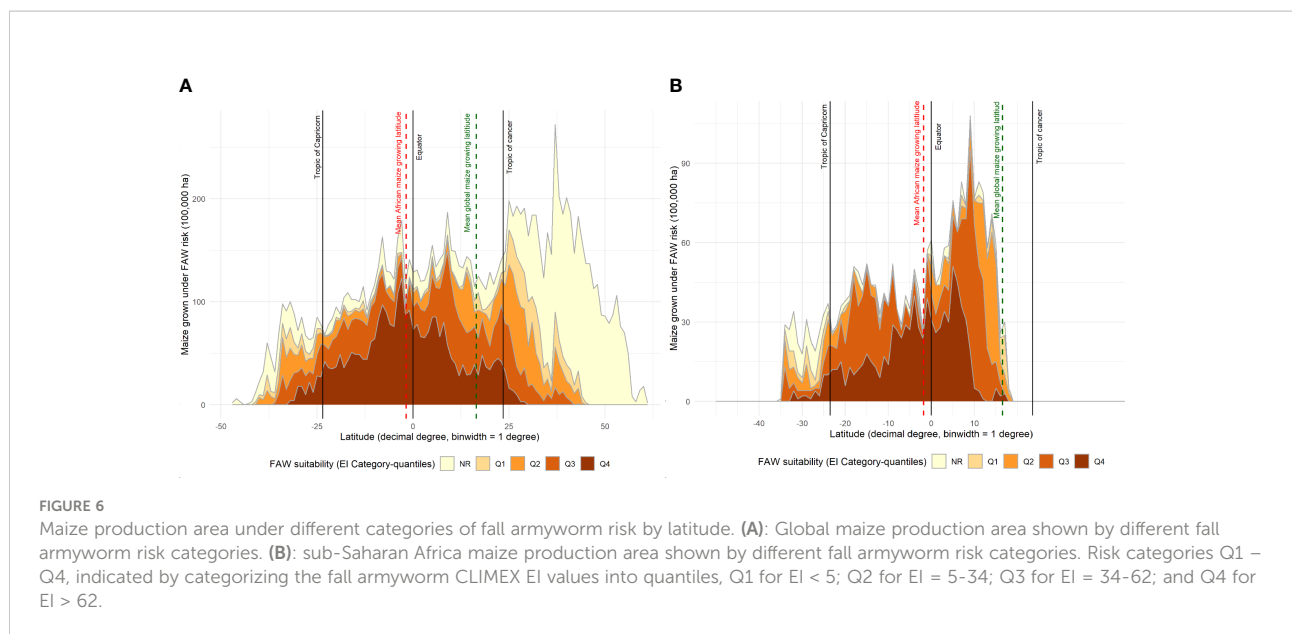 A
B
Maize grown under FAW risk (100,000 ha)
200
100
0
Tropic of Capricorn
Mean African maize growing latitude
Equator
Mean global maize growing latitude
Tropic of cancer
-50
-25
0
25
50
Latitude (decimal degree, binwidth = 1 degree)
FAW suitability (EI Category-quantiles) NR Q1 Q2 Q3 Q4
Maize grown under FAW risk (100,000 ha)
90
60
30
0
Tropic of Capricorn
Mean African maize growing latitude
Equator
Mean global maize growing latitud
Tropic of cancer
-50
-40
-30
-20
-10
0
10
20
Latitude (decimal degree, binwidth = 1 degree)
FAW suitability (EI Category-quantiles) NR Q1 Q2 Q3 Q4
FIGURE 6
Maize production area under different categories of fall armyworm risk by latitude. (A): Global maize production area shown by different fall
armyworm risk categories. (B): sub-Saharan Africa maize production area shown by different fall armyworm risk categories. Risk categories Q1 –
Q4, indicated by categorizing the fall armyworm CLIMEX EI values into quantiles, Q1 for EI < 5; Q2 for EI = 5-34; Q3 for EI = 34-62; and Q4 for
EI > 62.